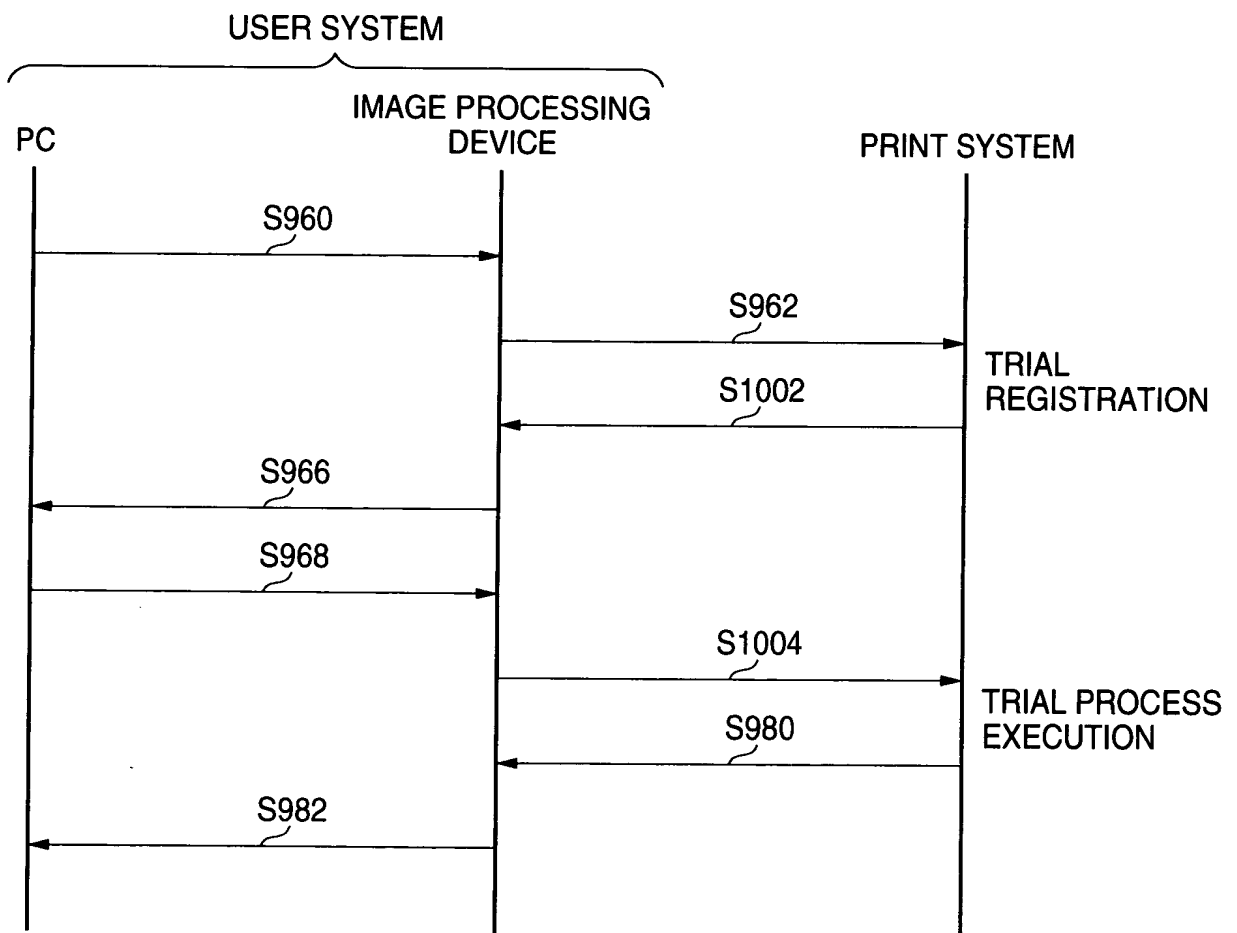 USER SYSTEM
IMAGE PROCESSING
DEVICE
PC
PRINT SYSTEM
S960
S962
TRIAL
REGISTRATION
S1002
S966
S968
S1004
TRIAL PROCESS
EXECUTION
S980
S982